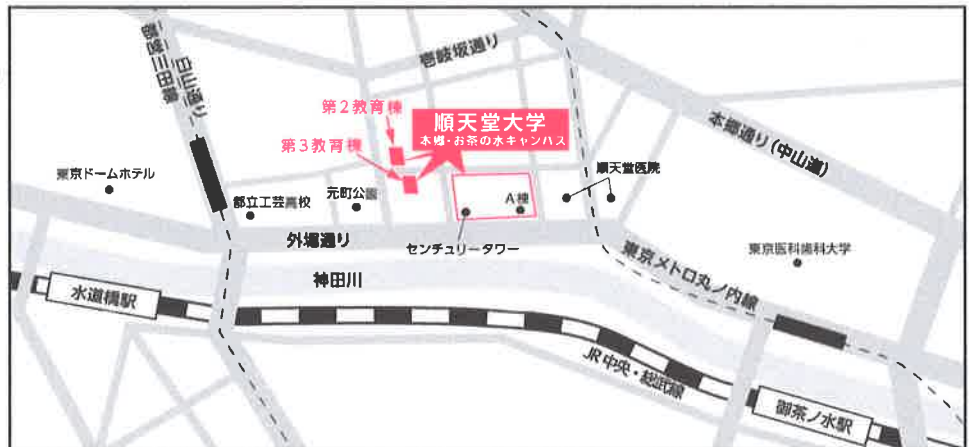 都営三田線
白山通り
壱岐坂通り
本郷通り(中山道)
第2教育棟
第3教育棟
順天堂大学
本郷・お茶の水キャンパス
順天堂医院
東京ドームホテル
都立工芸高校
元町公園
A棟
外堀通り
センチュリータワー
東京メトロ丸ノ内線
東京医科歯科大学
神田川
水道橋駅
JR中央・総武線
御茶ノ水駅